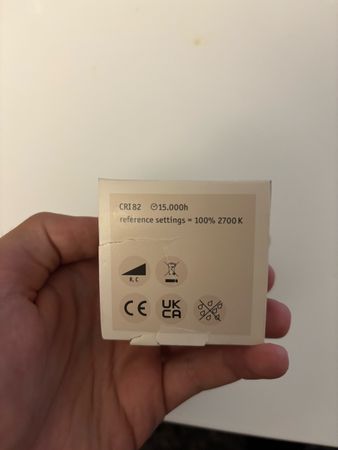 CRI 82 15.000h
reference settings = 100% 2700 K
R, C
CE UK
CA